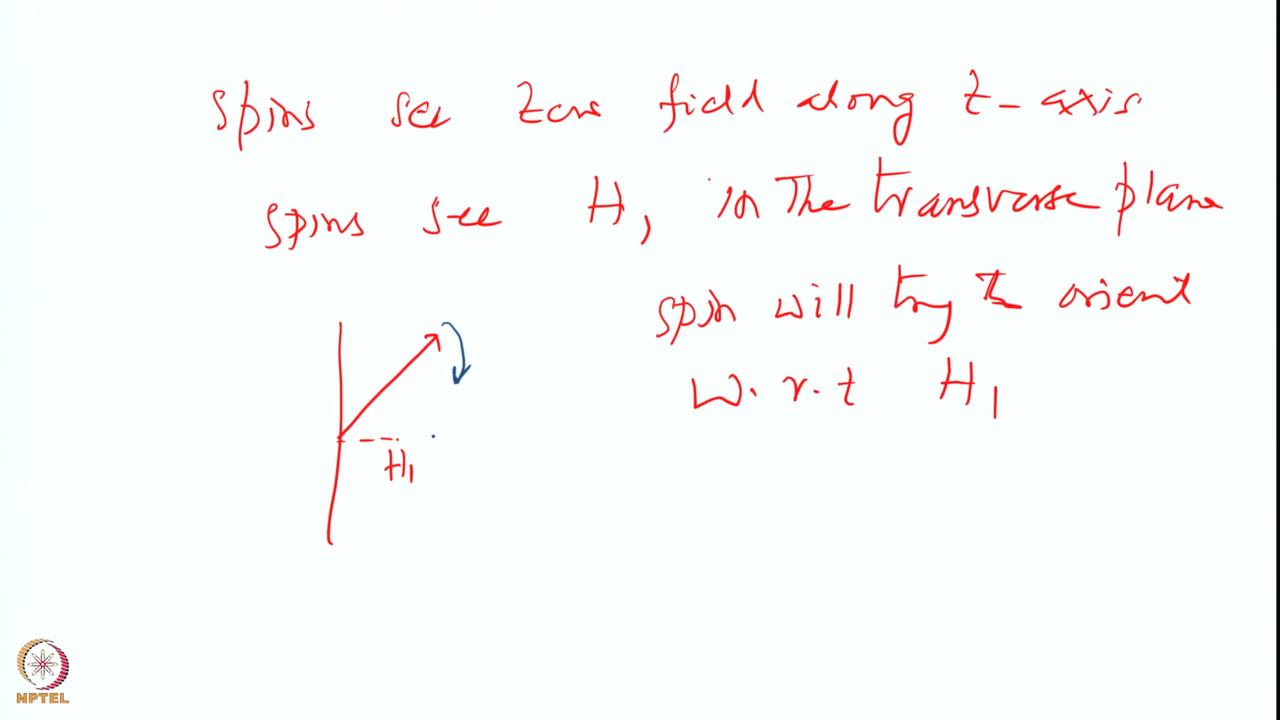 spins see zero field along z-axis
spins see H1 in the transverse plane
spin will try to orient
w.r.t H1
H1
NPTEL